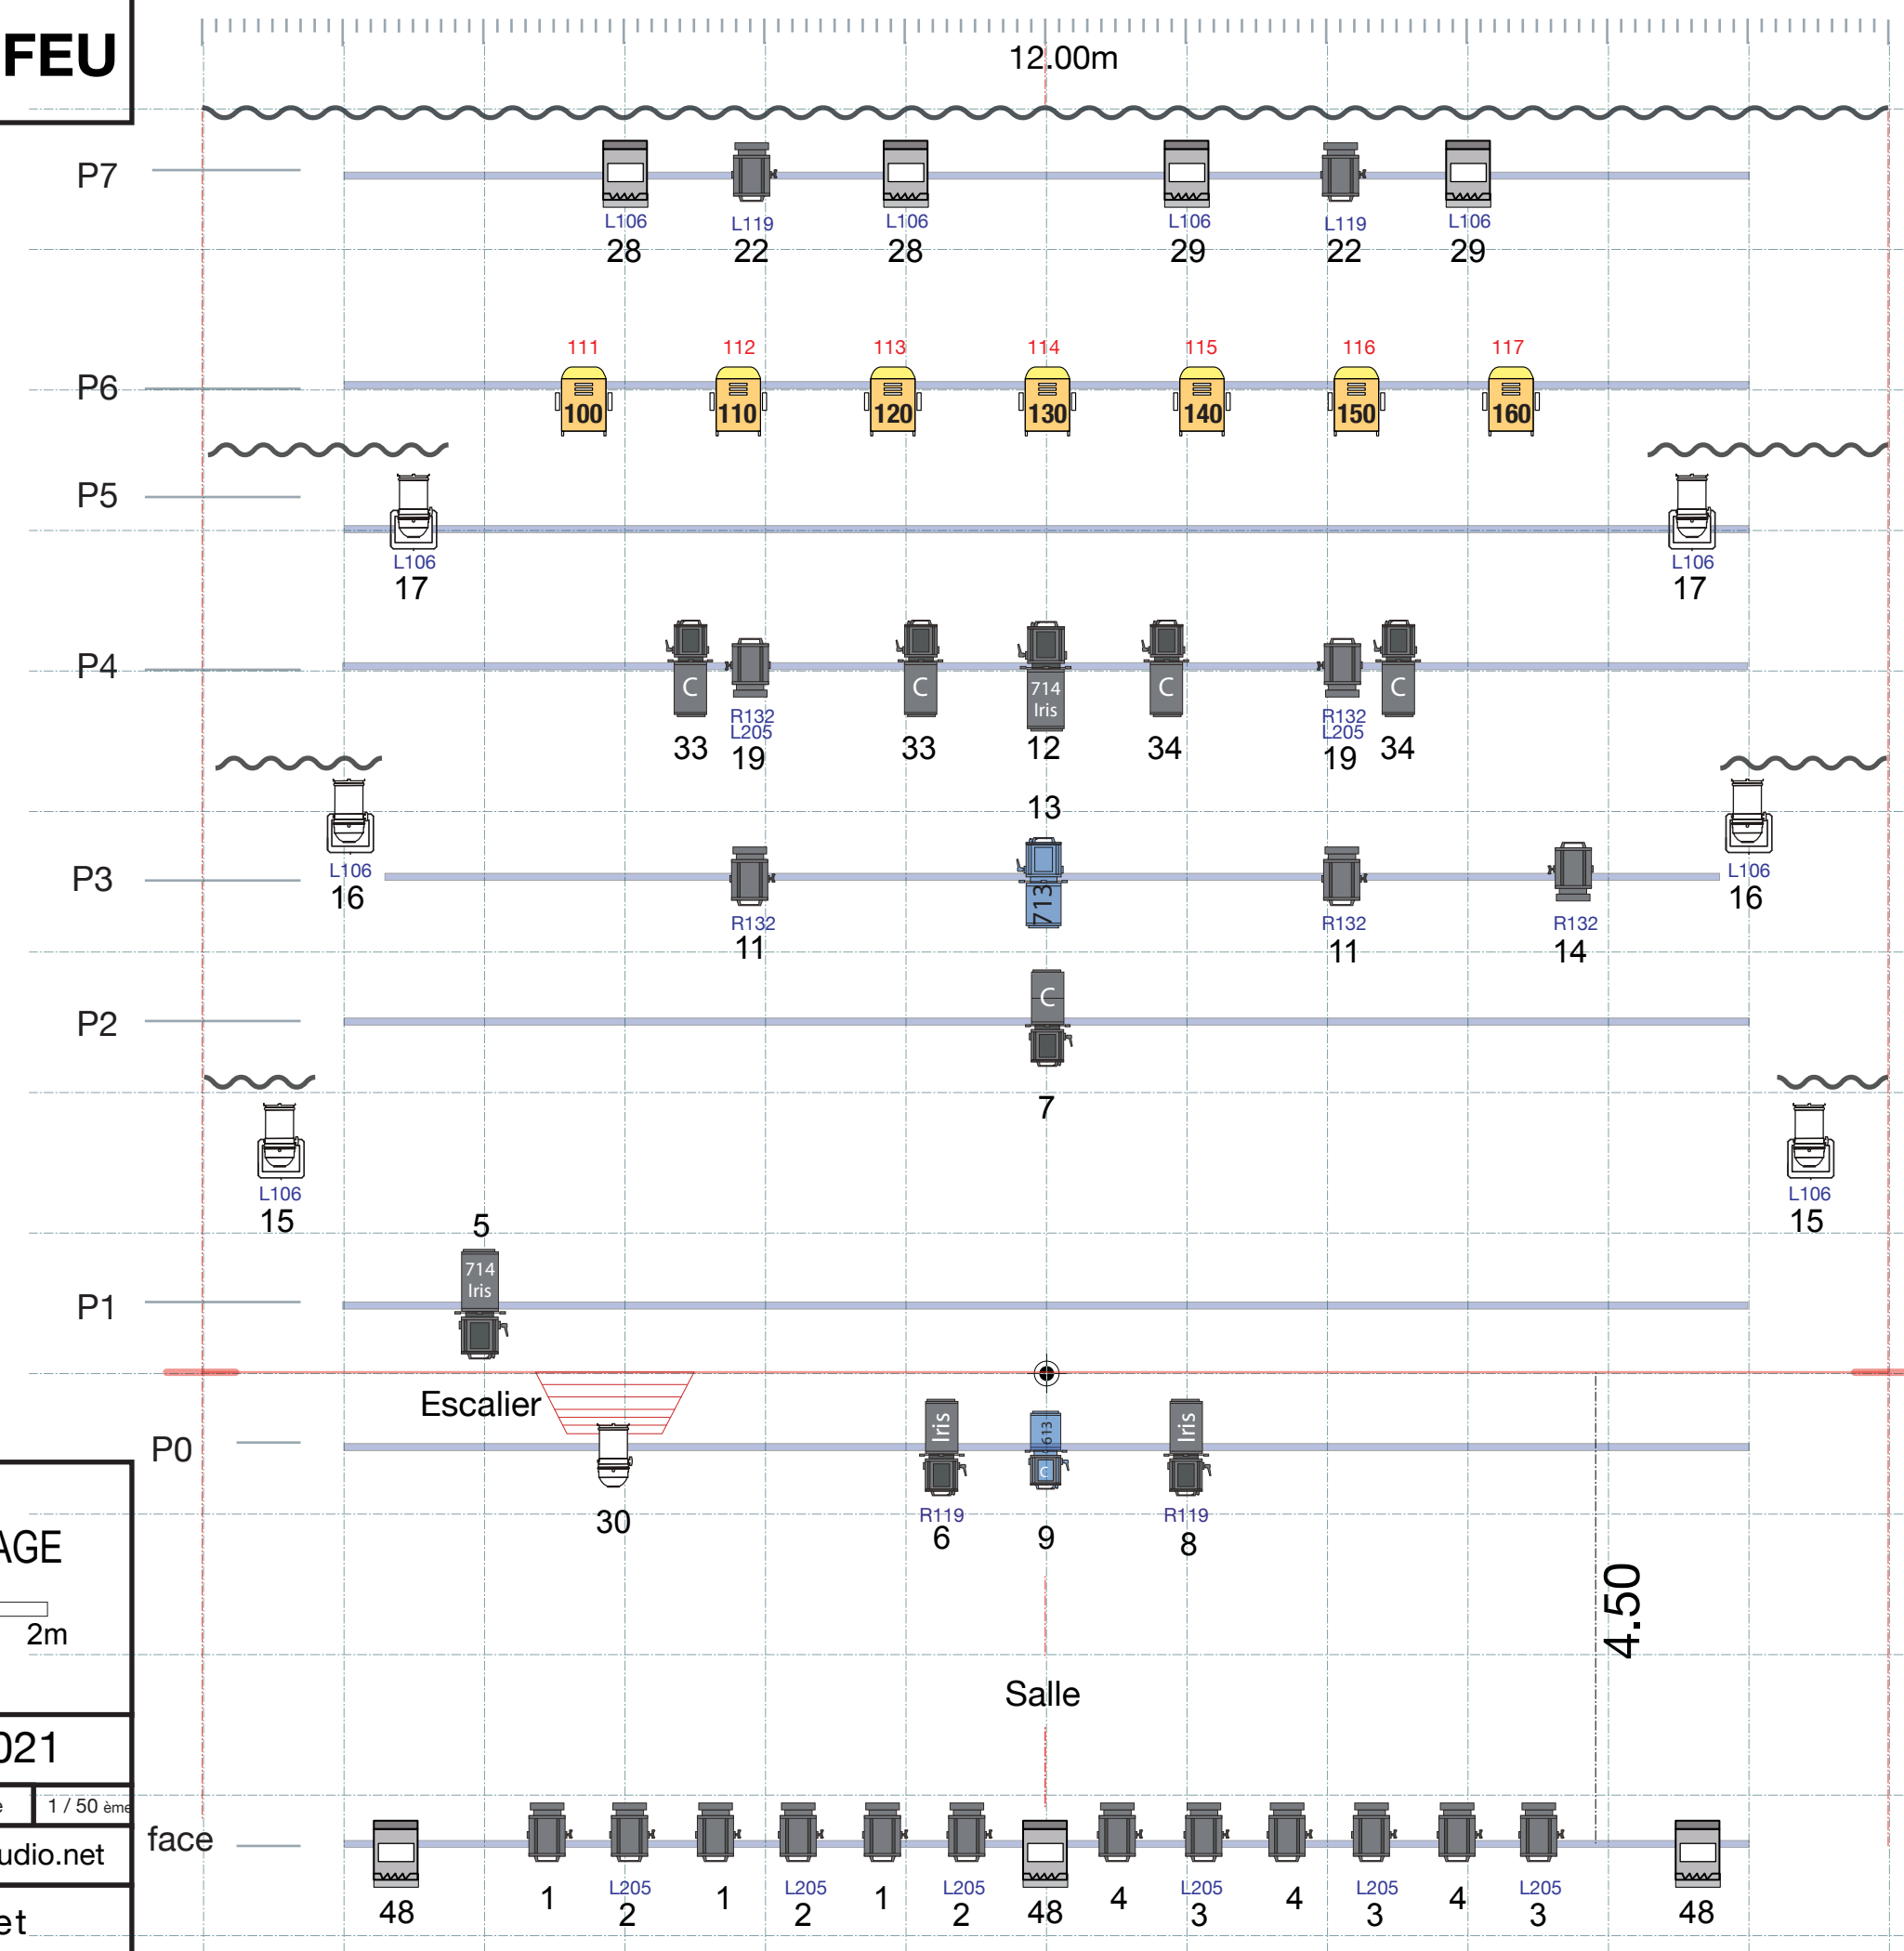 FEU
12.00m
P7
L106 L119 L106 L106 L119 L106
28 22 28 29 22 29
111 112 113 114 115 116 117
P6
100 110 120 130 140 150 160
P5
L106 L106
17 17
P4
C C 714 C C
Iris
R132 R132
L205 L205
33 19 33 12 34 19 34
13
L106 L106
16 16
P3
713
R132 R132 R132
11 11 14
P2
C
7
L106 L106
15 15
5
714
Iris
P1
Escalier
Iris 613 Iris
C
P0
R119 R119
30 6 9 8
AGE
2m
4.50
Salle
021
e 1 / 50 ème
face
udio.net
L205 L205 L205 L205 L205 L205
48 1 2 1 2 1 2 48 4 3 4 3 4 3 48
et